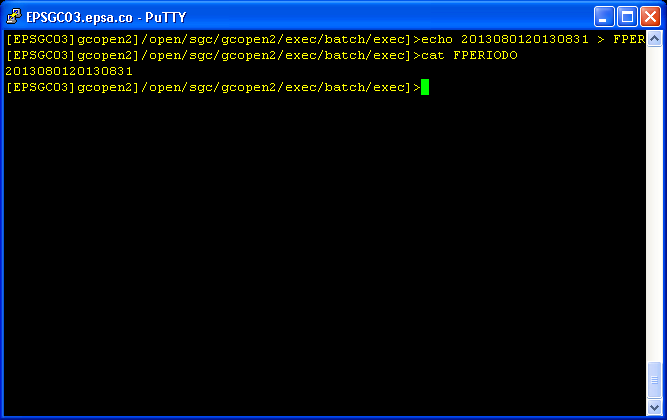 EPSGC03.epsa.co - PuTTY
[EPSGC03]gcopen2]/open/sgc/gcopen2/exec/batch/exec]>echo 2013080120130831 > FPER
[EPSGC03]gcopen2]/open/sgc/gcopen2/exec/batch/exec]>cat FPERIODO
2013080120130831
[EPSGC03]gcopen2]/open/sgc/gcopen2/exec/batch/exec]>